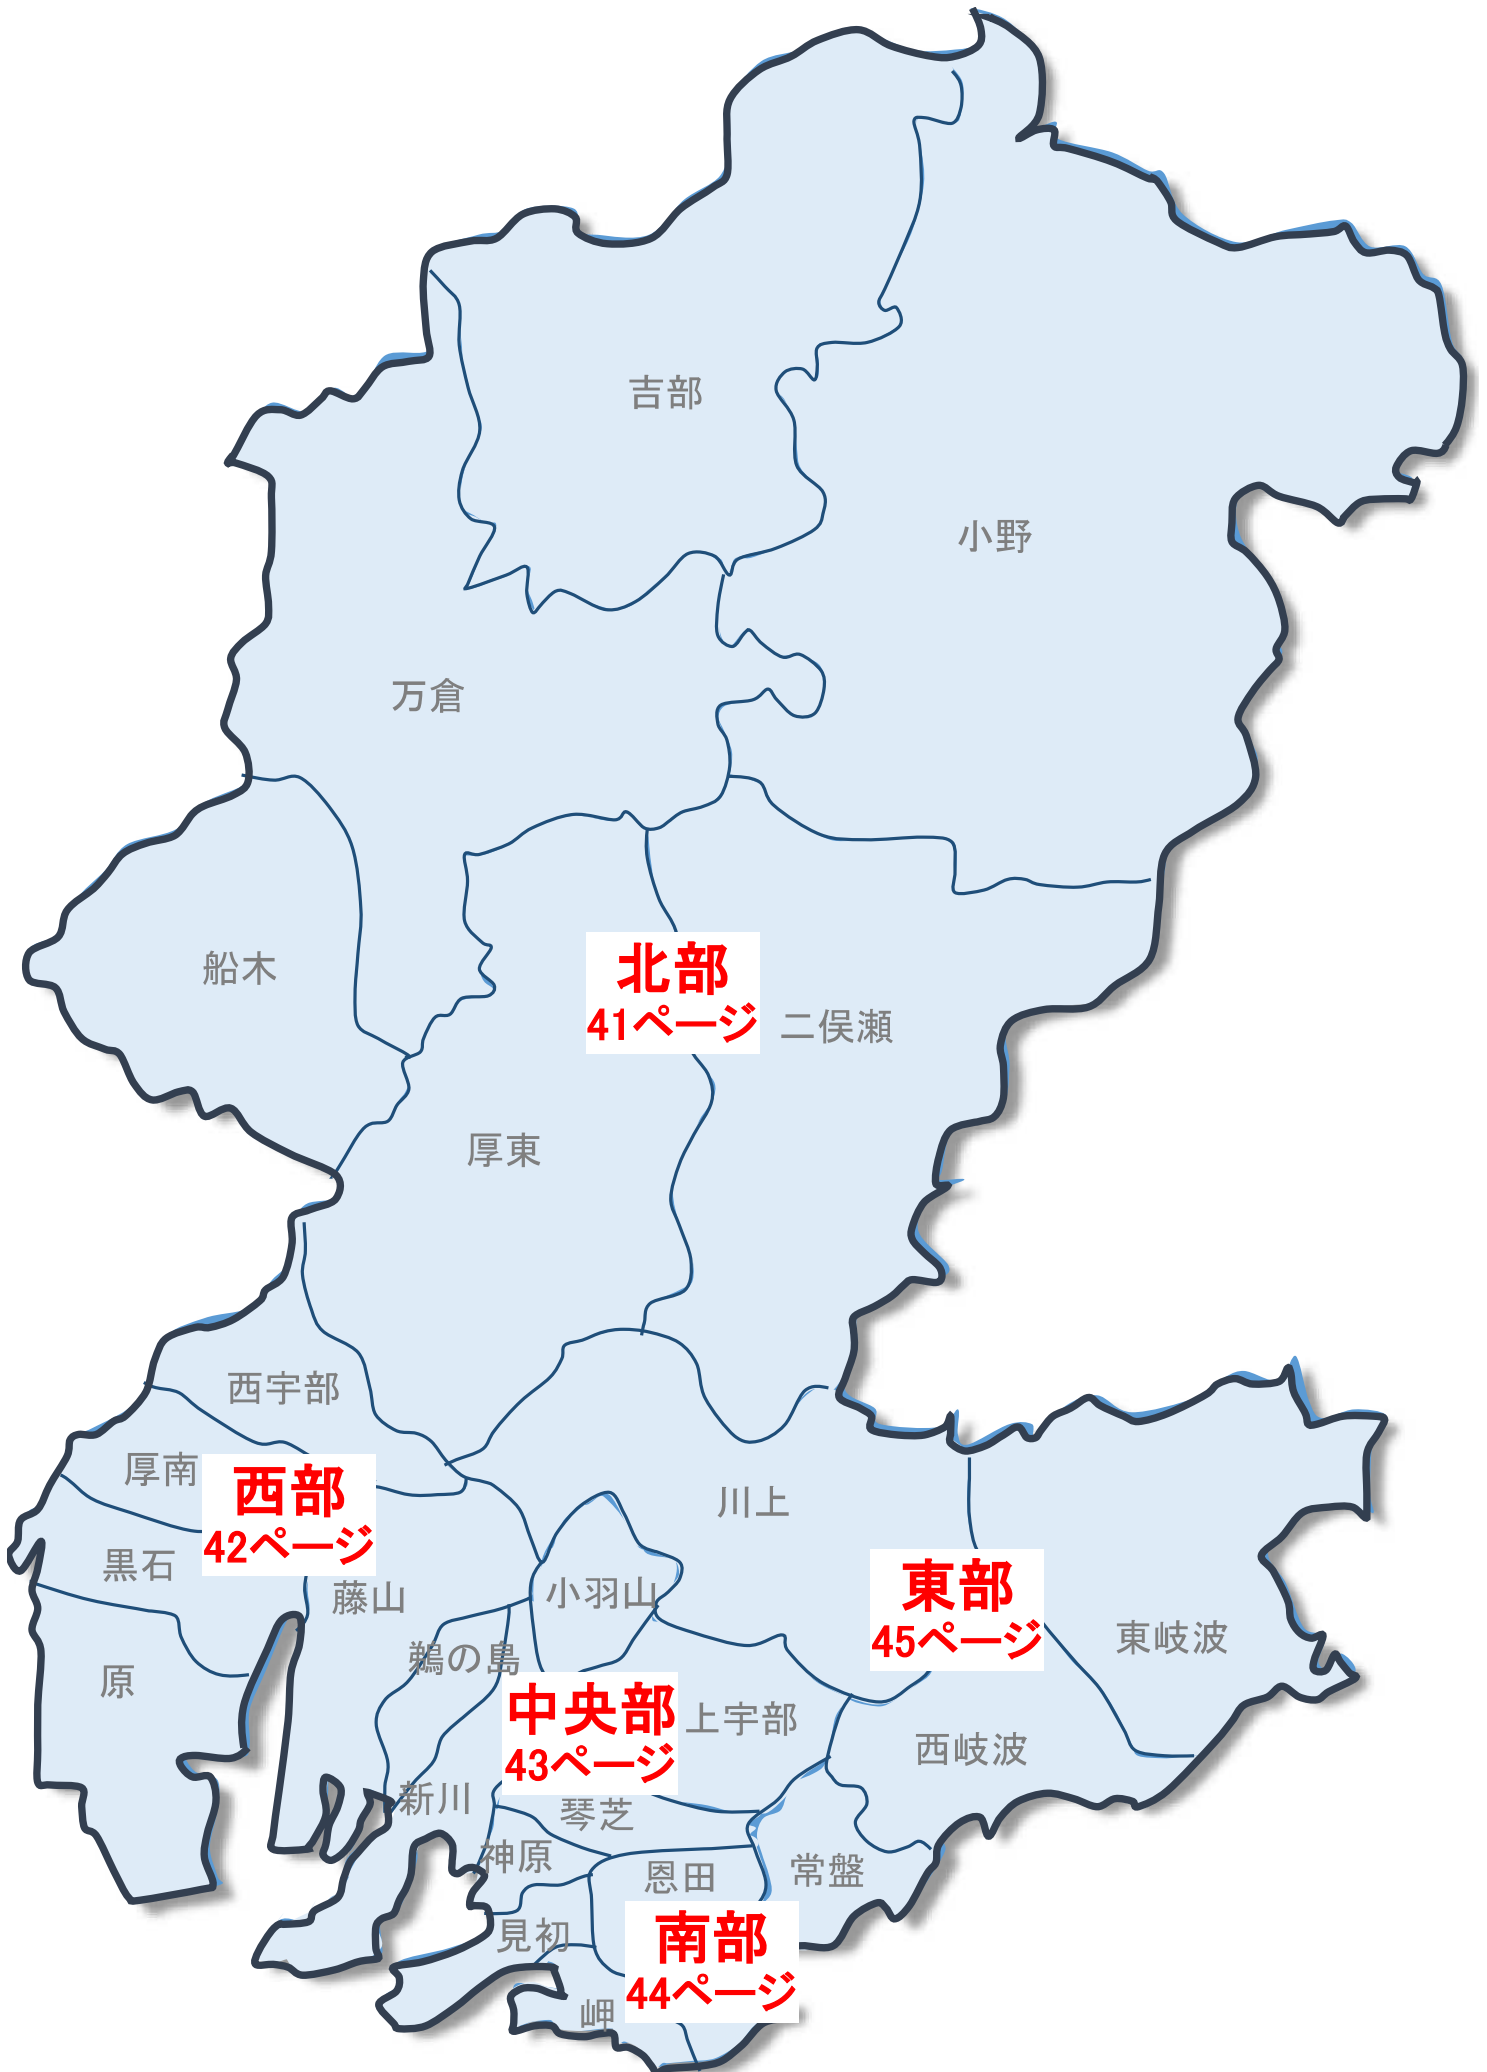 吉部
小野
万倉
船木
北部
41ページ
二俣瀬
厚東
西宇部
厚南
西部
42ページ
黒石
藤山
川上
小羽山
東部
45ページ
東岐波
鵜の島
原
中央部
43ページ
上宇部
西岐波
新川
琴芝
神原
恩田
常盤
見初
南部
44ページ
岬